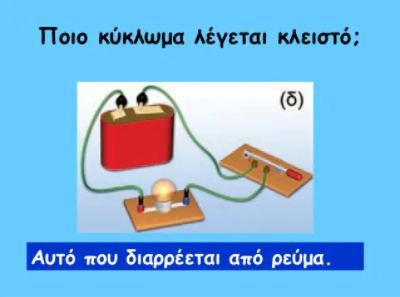 Ποιο κύκλωμα λέγεται κλειστό;
(δ)
Αυτό που διαρρέεται από ρεύμα.